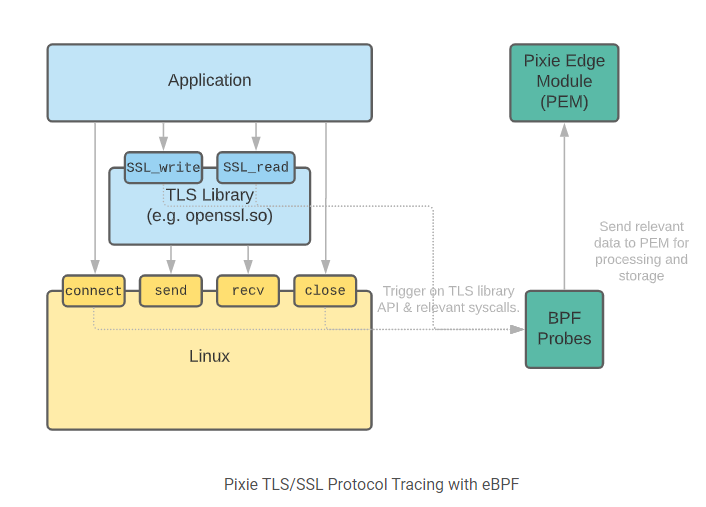 Application
Pixie Edge
Module
(PEM)
SSL_write
SSL_read
TLS Library
(e.g. openssl.so)
Send relevant
data to PEM for
processing and
storage
connect
send
recv
close
Trigger on TLS library
API & relevant syscalls.
BPF
Probes
Linux
Pixie TLS/SSL Protocol Tracing with eBPF